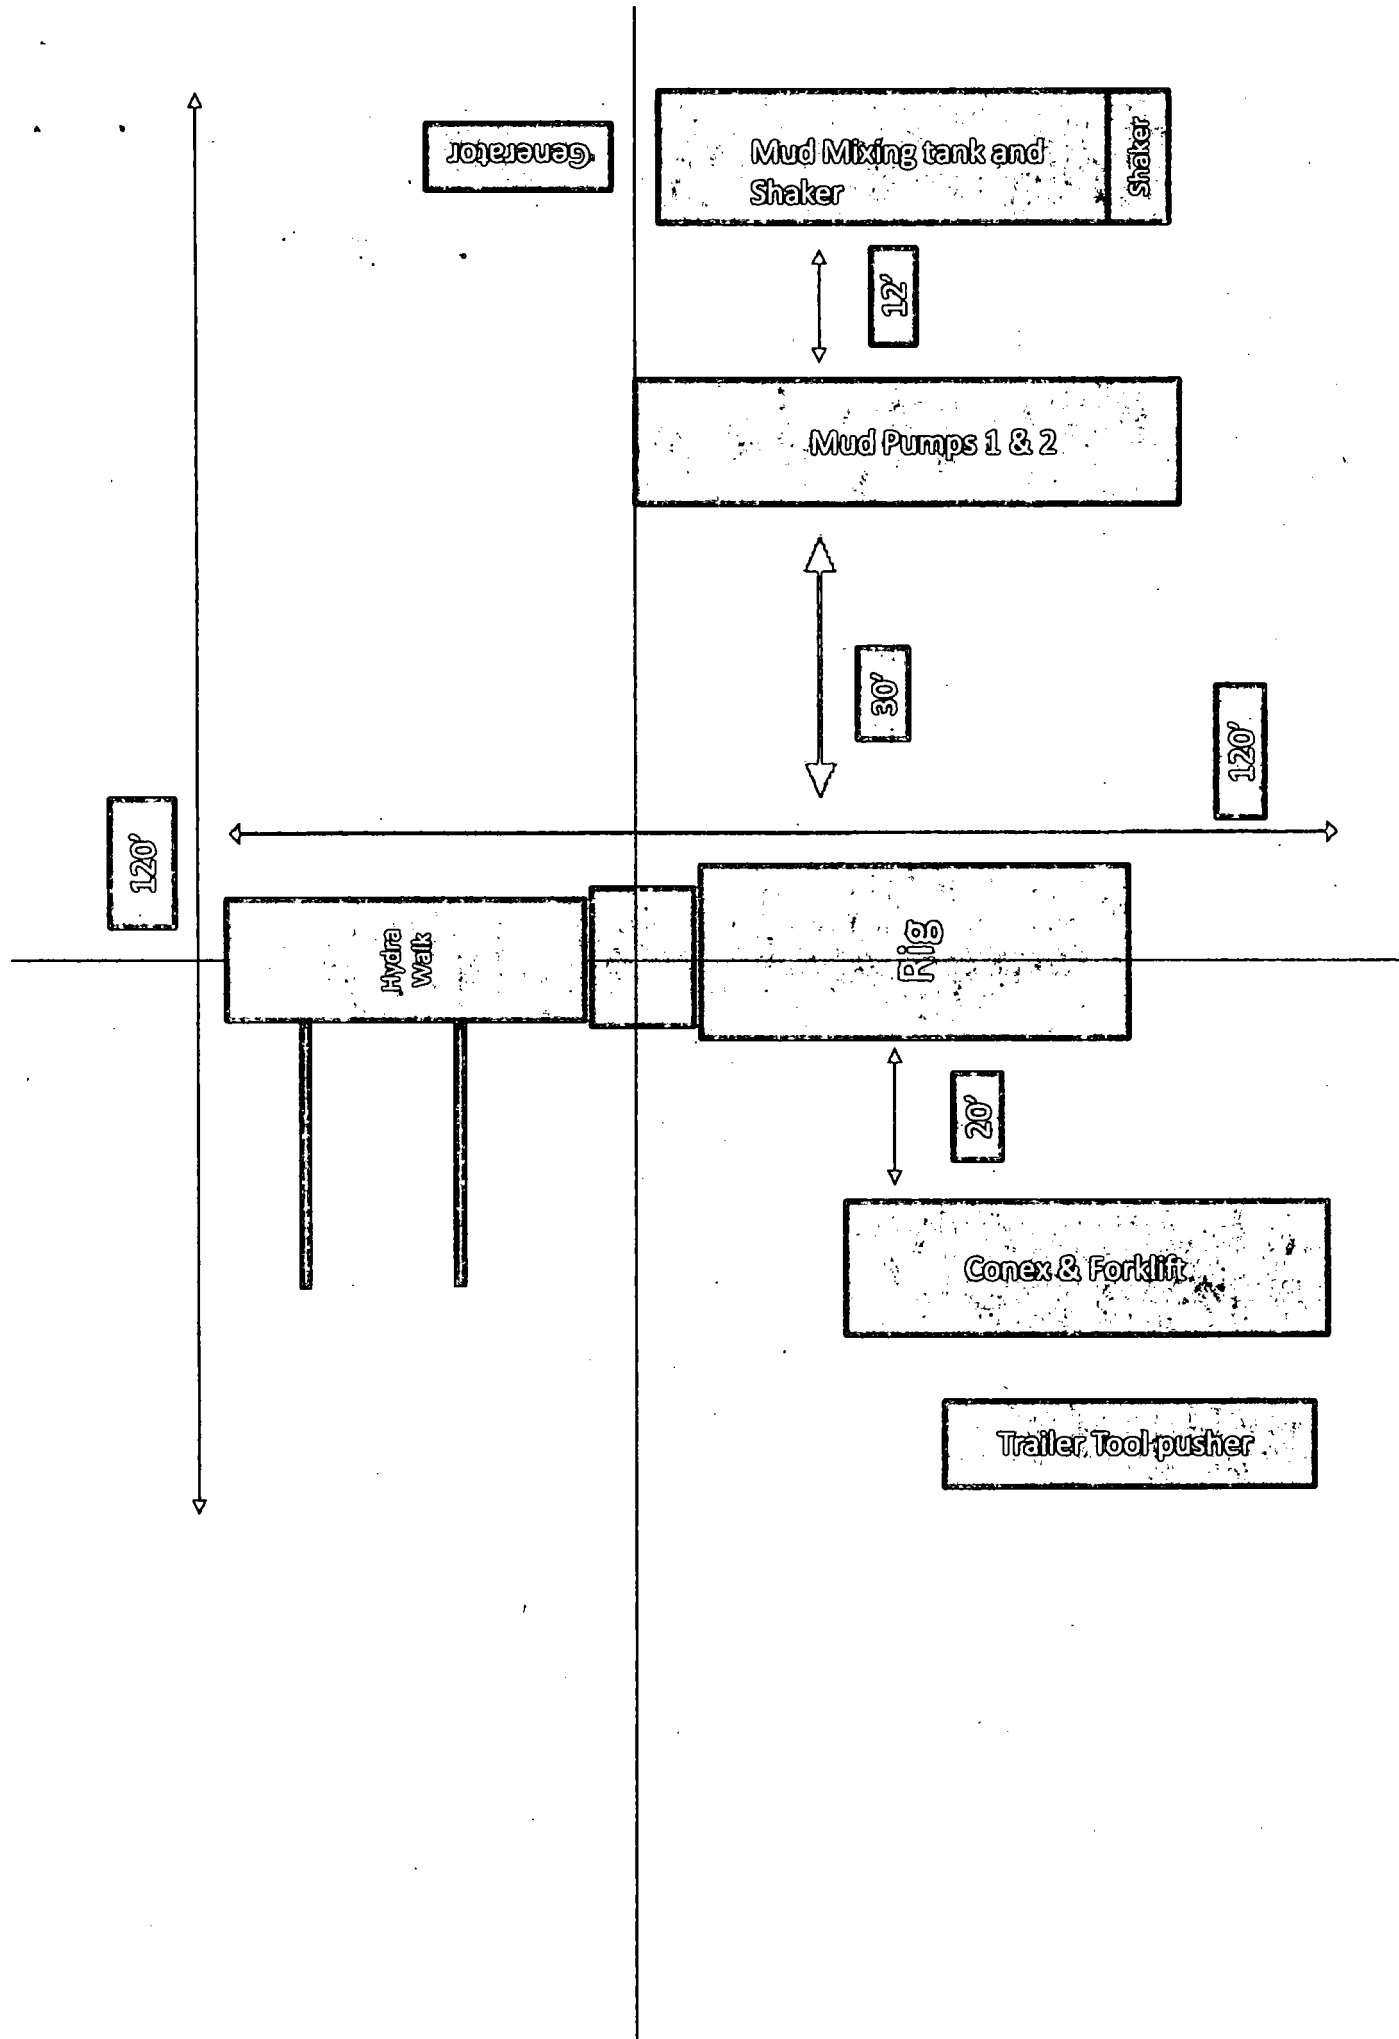 Generator
Mud Mixing tank and
Shaker
Shaker
12'
Mud Pumps 1 & 2
30'
120'
120'
Hydra
Walk
Rig
20'
Conex & Forklift
Trailer Tool pusher